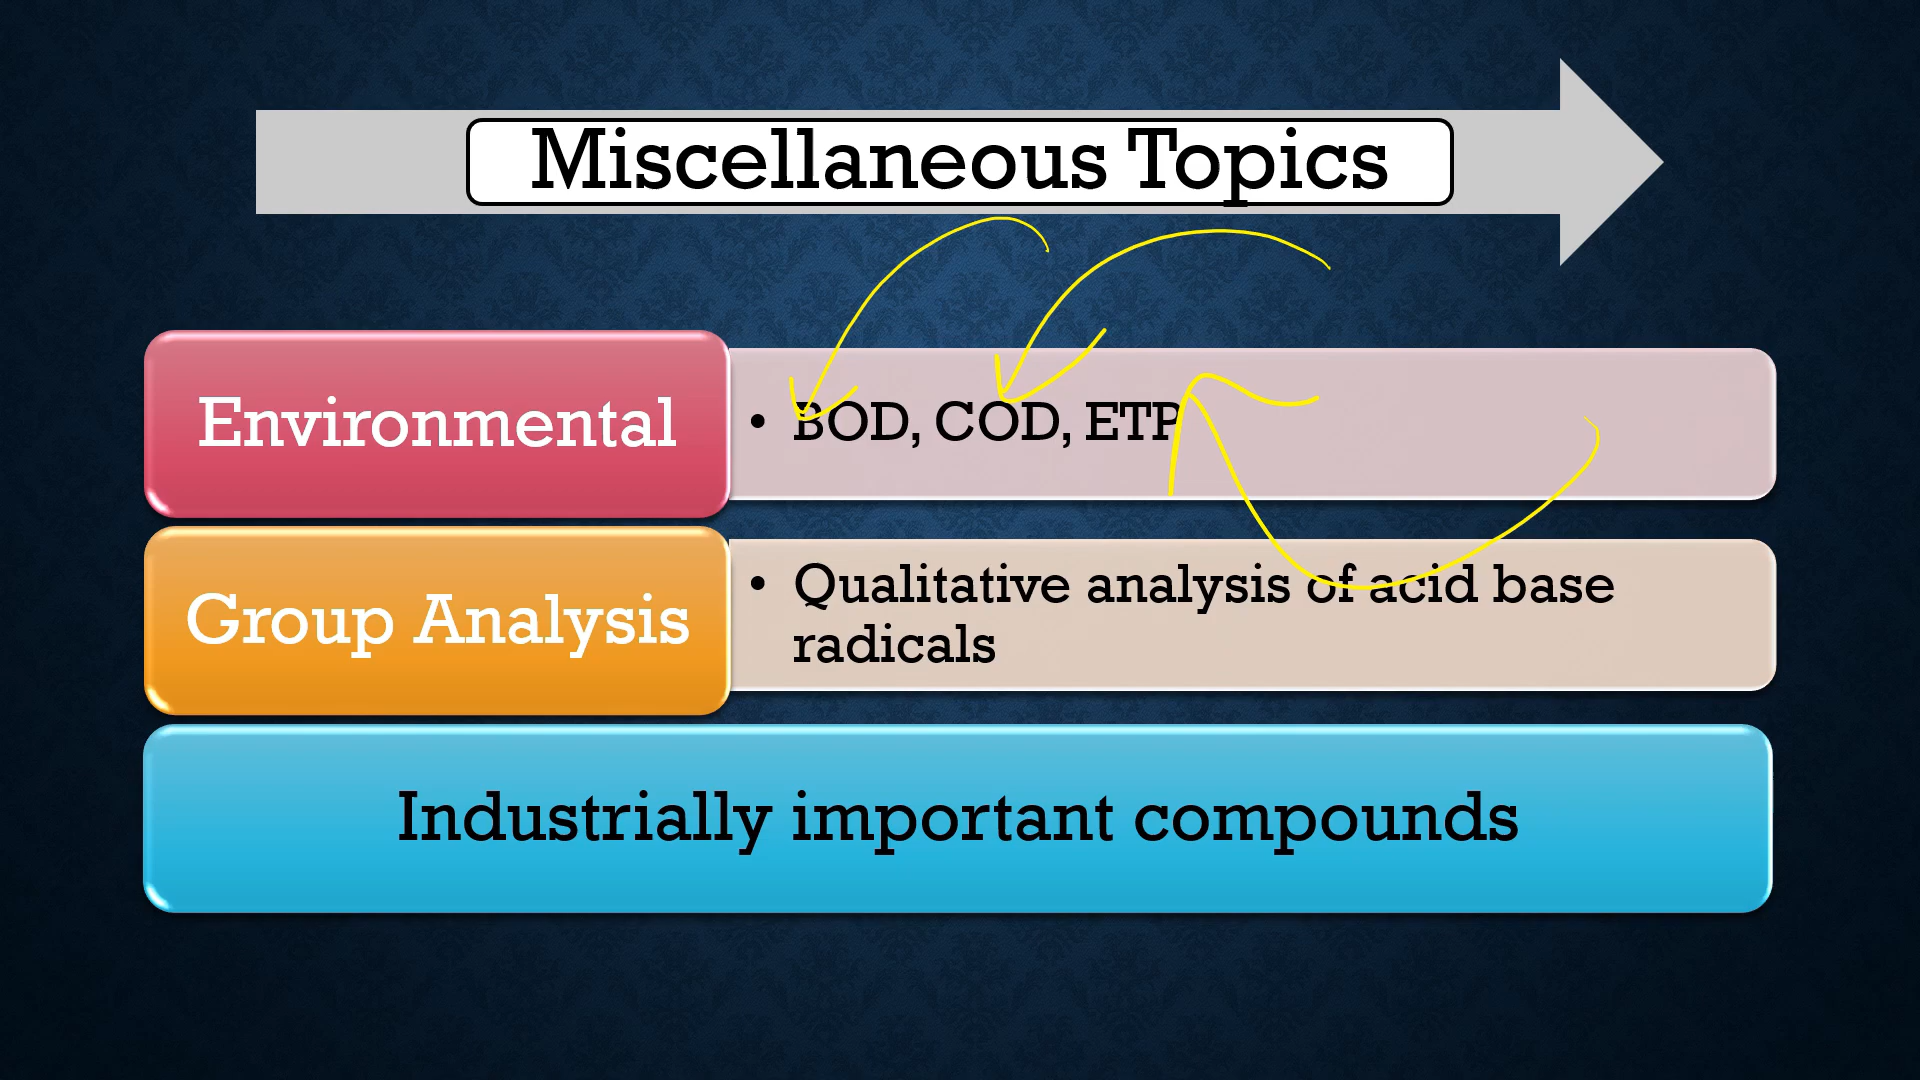 Miscellaneous Topics
Environmental
• BOD, COD, ETP
Group Analysis
• Qualitative analysis of acid base
radicals
Industrially important compounds